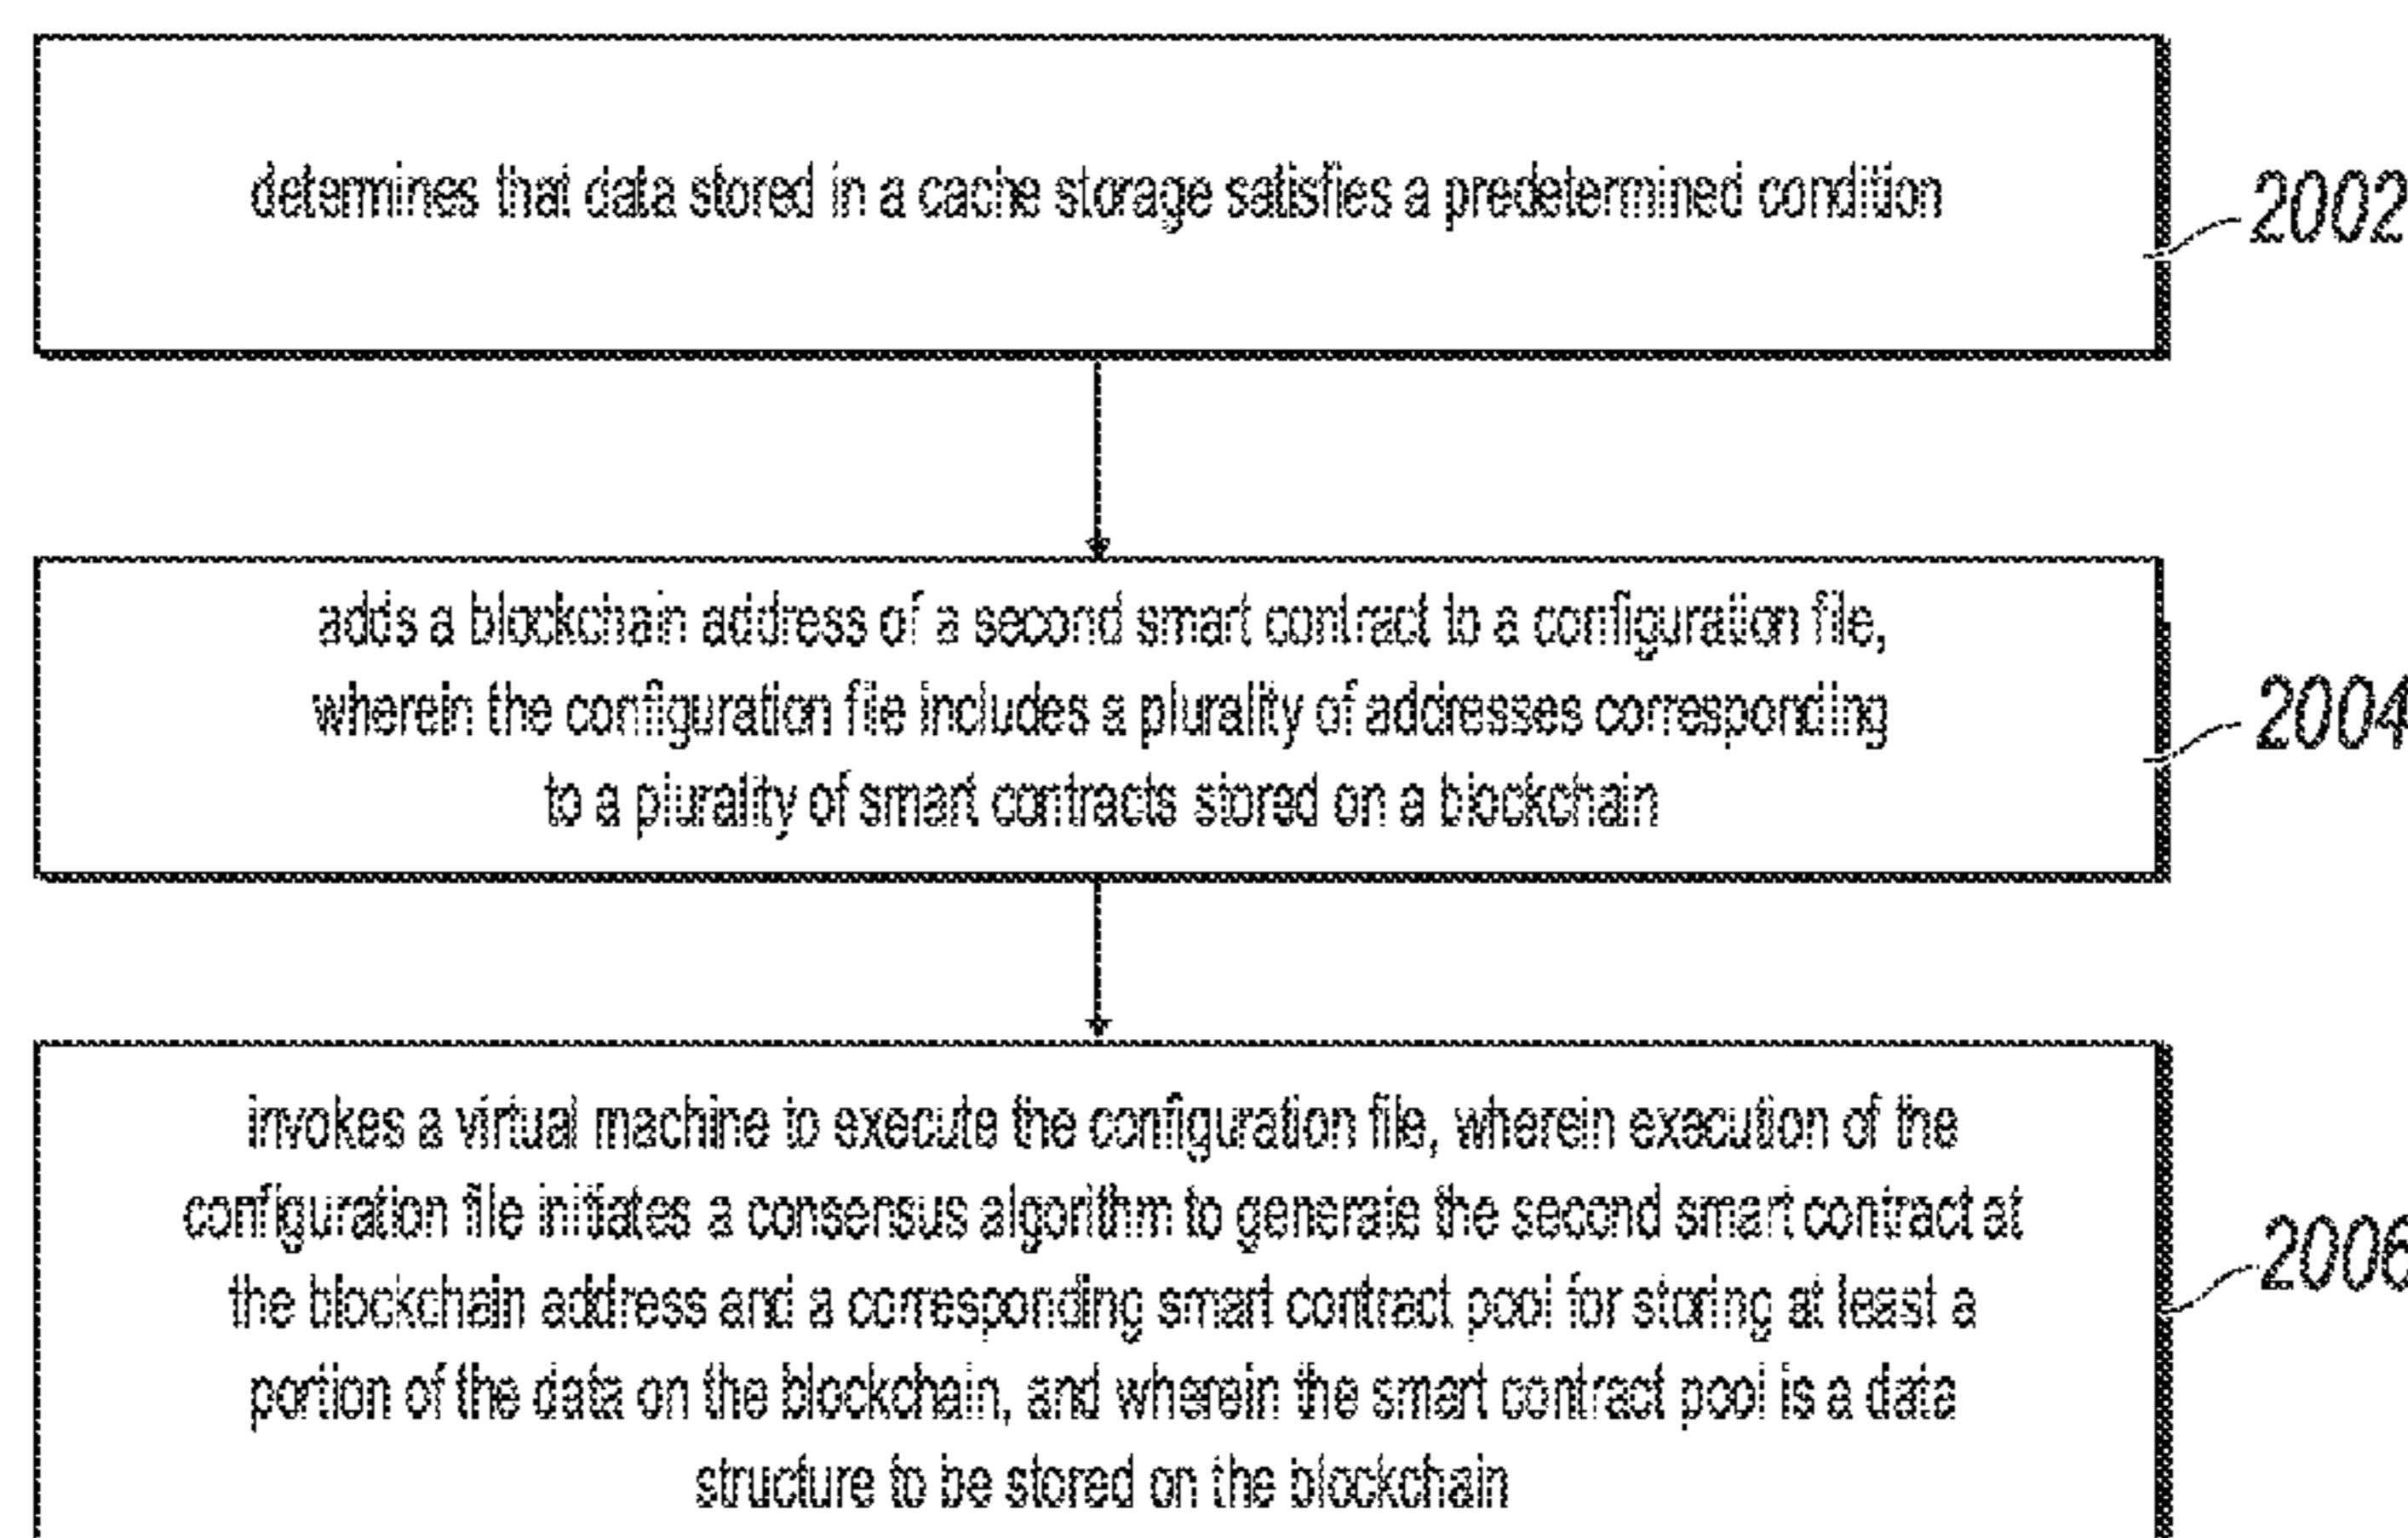 determines that data stored in a cache storage satisfies a predetermined condition
2002
adds a blockchain address of a second smart contract to a configuration file,
wherein the configuration file includes a plurality of addresses corresponding
to a plurality of smart contracts stored on a blockchain
2004
invokes a virtual machine to execute the configuration file, wherein execution of the
configuration file initiates a consensus algorithm to generate the second smart contract at
the blockchain address and a corresponding smart contract pool for storing at least a
portion of the data on the blockchain, and wherein the smart contract pool is a data
structure to be stored on the blockchain
2006